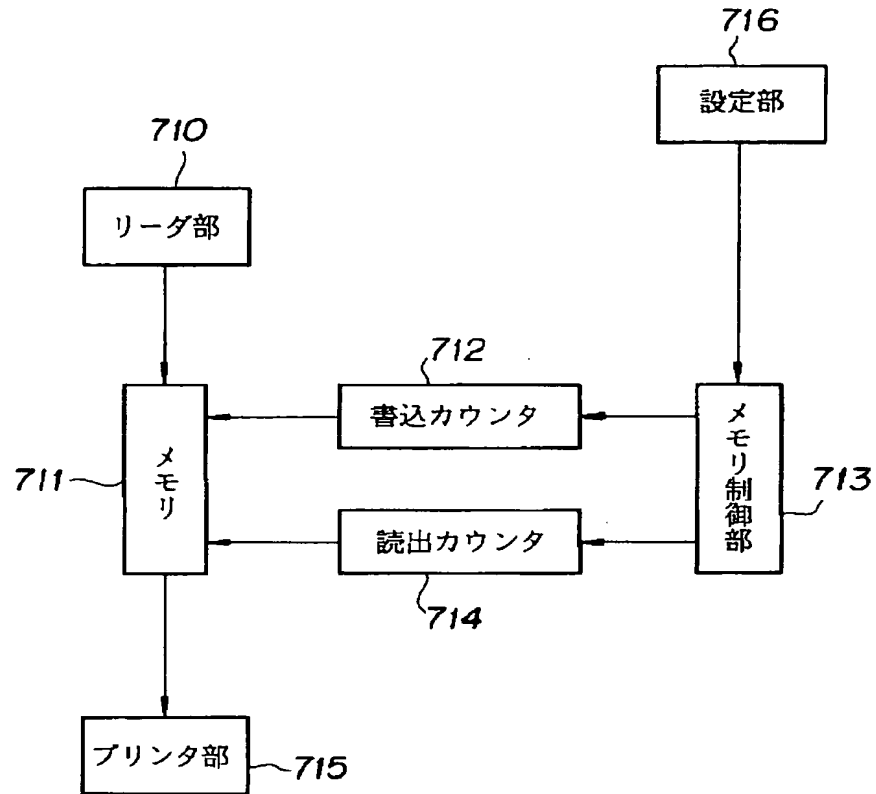 716
設定部
710
リーダ部
712
書込カウンタ
メモリ
711
メモリ制御部
713
読出カウンタ
714
プリンタ部
715